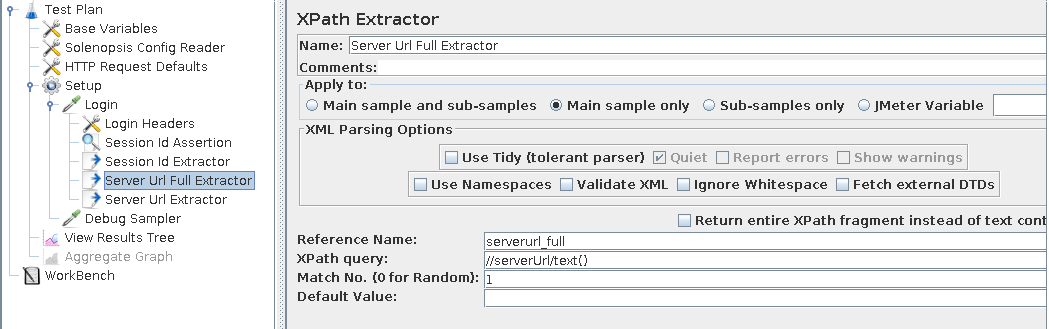 Test Plan
Base Variables
Solenopsis Config Reader
HTTP Request Defaults
Setup
Login
Login Headers
Session Id Assertion
Session Id Extractor
Server Url Full Extractor
Server Url Extractor
Debug Sampler
View Results Tree
Aggregate Graph
WorkBench
XPath Extractor
Name: Server Url Full Extractor
Comments:
Apply to:
Main sample and sub-samples Main sample only Sub-samples only JMeter Variable
XML Parsing Options
Use Tidy (tolerant parser) Quiet Report errors Show warnings
Use Namespaces Validate XML Ignore Whitespace Fetch external DTDs
Return entire XPath fragment instead of text cont
Reference Name: serverurl_full
XPath query: //serverUrl/text()
Match No. (0 for Random): 1
Default Value: